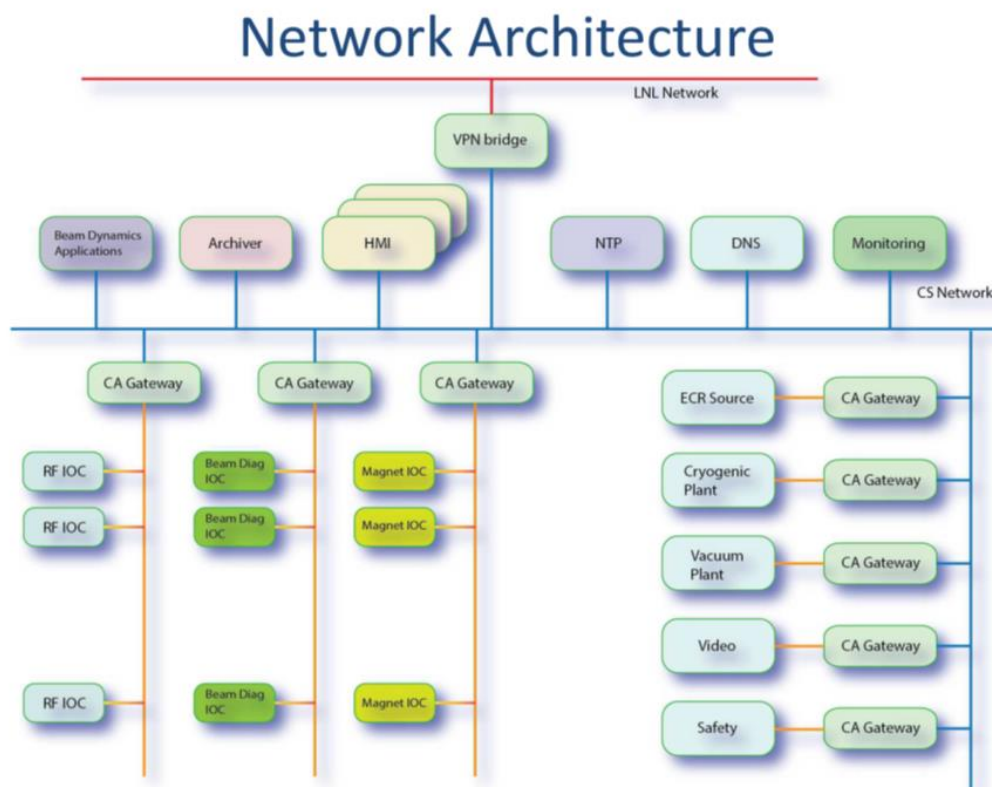 Network Architecture
LNL Network
VPN bridge
Beam Dynamics
Applications
Archiver
HMI
NTP
DNS
Monitoring
CS Network
CA Gateway
CA Gateway
CA Gateway
ECR Source
CA Gateway
RF IOC
Beam Diag
IOC
Magnet IOC
Cryogenic
Plant
CA Gateway
RF IOC
Beam Diag
IOC
Magnet IOC
Vacuum
Plant
CA Gateway
Video
CA Gateway
RF IOC
Beam Diag
IOC
Magnet IOC
Safety
CA Gateway